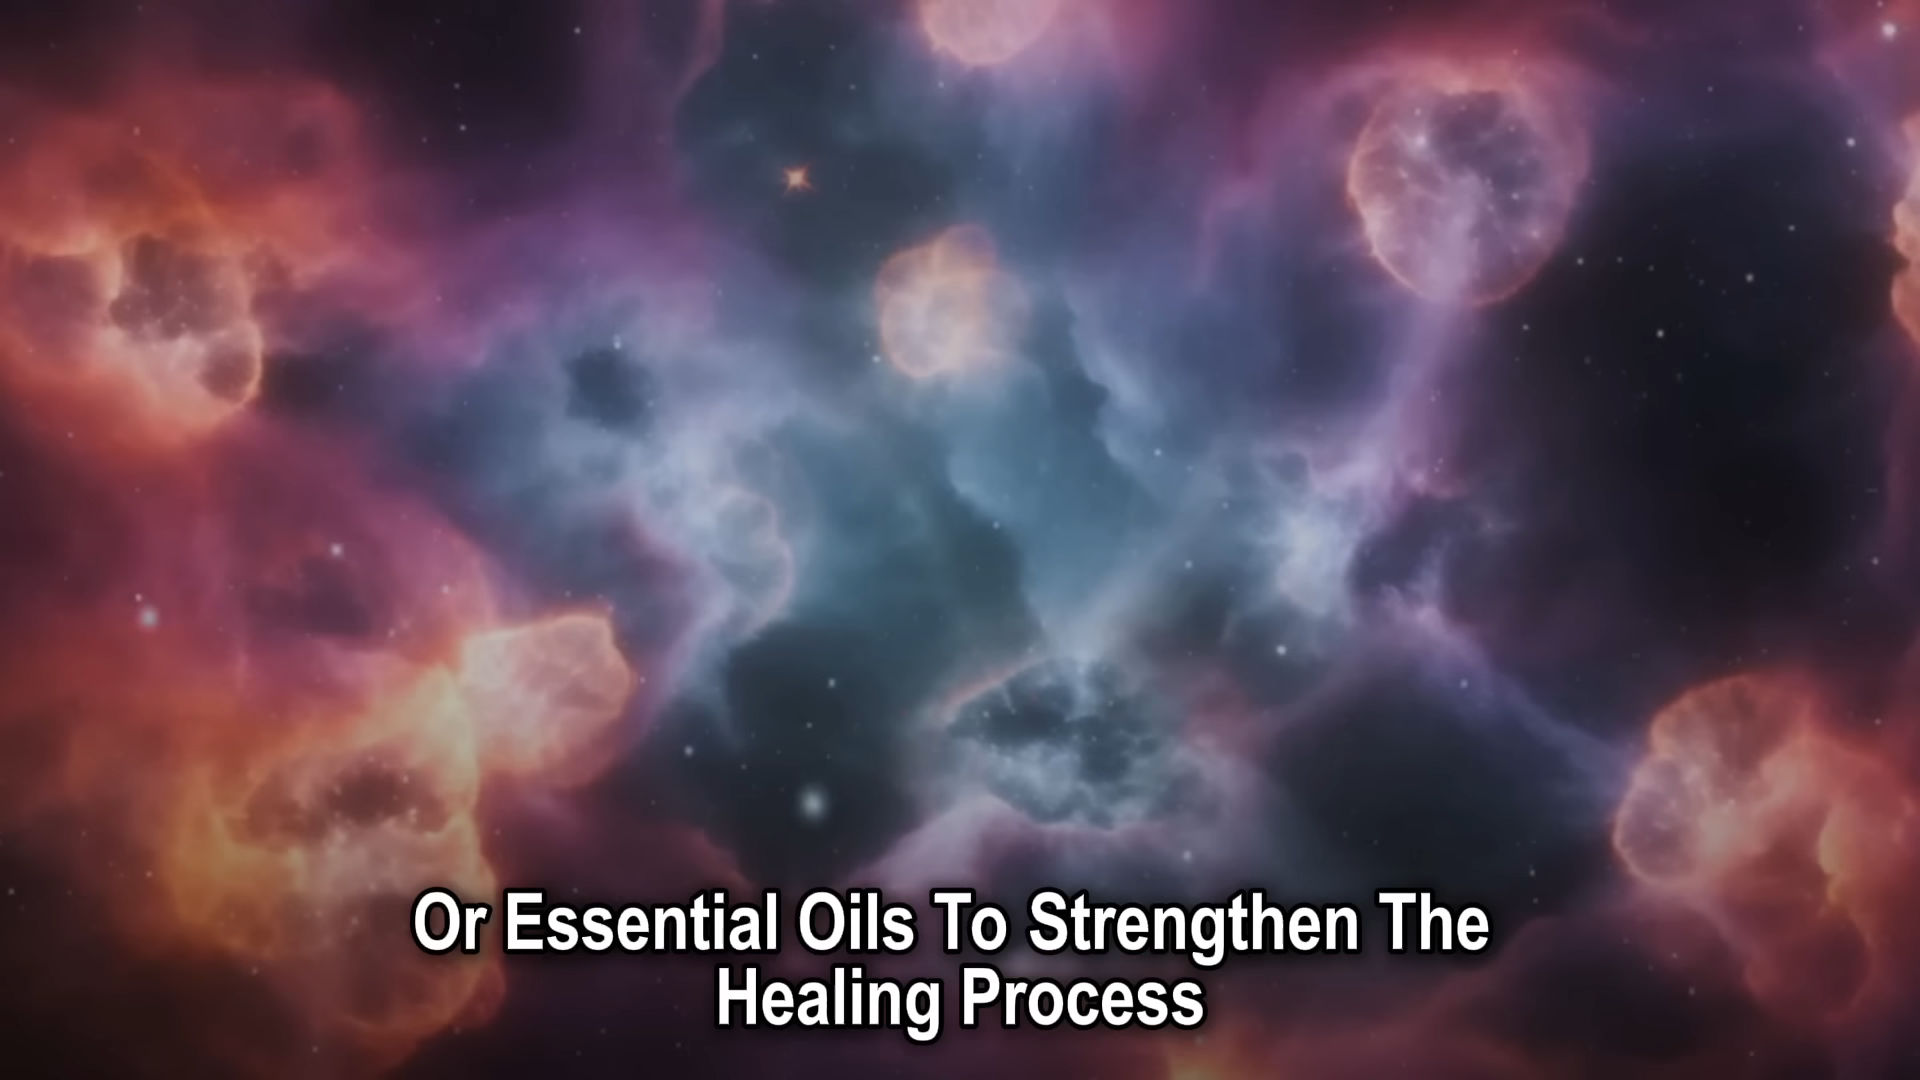 Or Essential Oils To Strengthen The
Healing Process